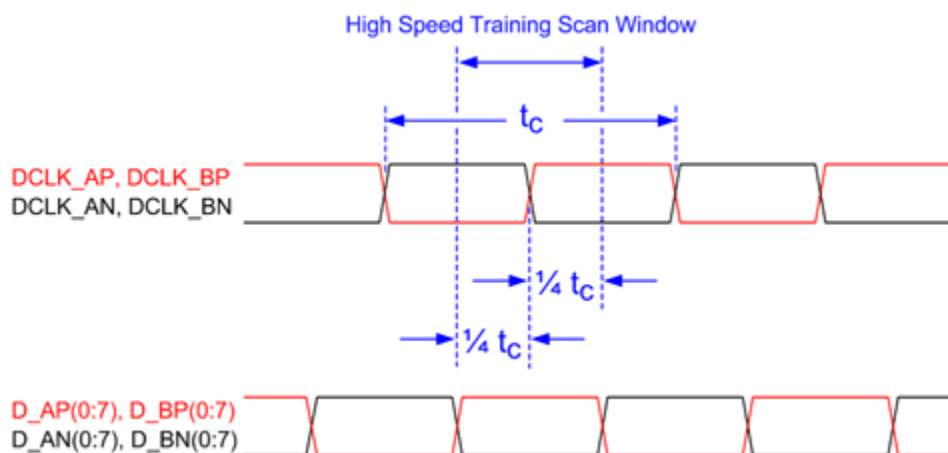 High Speed Training Scan Window
tC
DCLK_AP, DCLK_BP
DCLK_AN, DCLK_BN
¼ tC
¼ tC
D_AP(0:7), D_BP(0:7)
D_AN(0:7), D_BN(0:7)